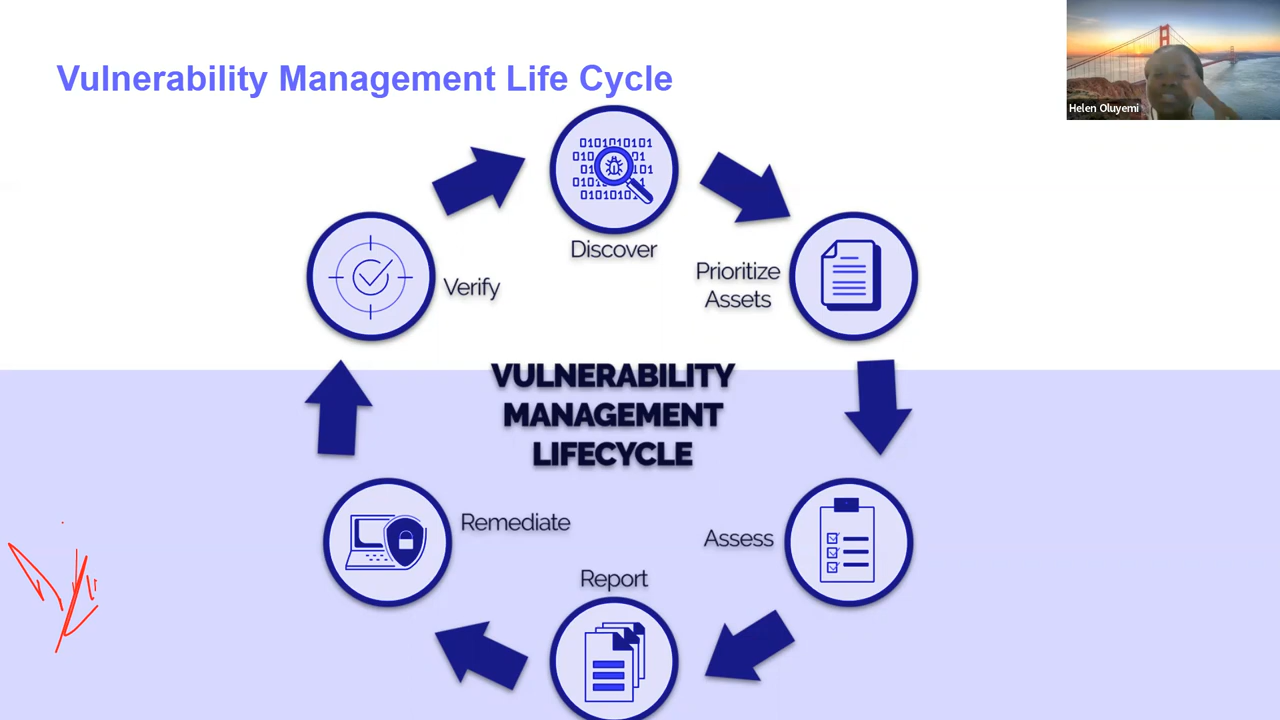 Vulnerability Management Life Cycle
Helen Oluyemi
Discover
Prioritize
Assets
Verify
VULNERABILITY
MANAGEMENT
LIFECYCLE
Remediate
Assess
Report